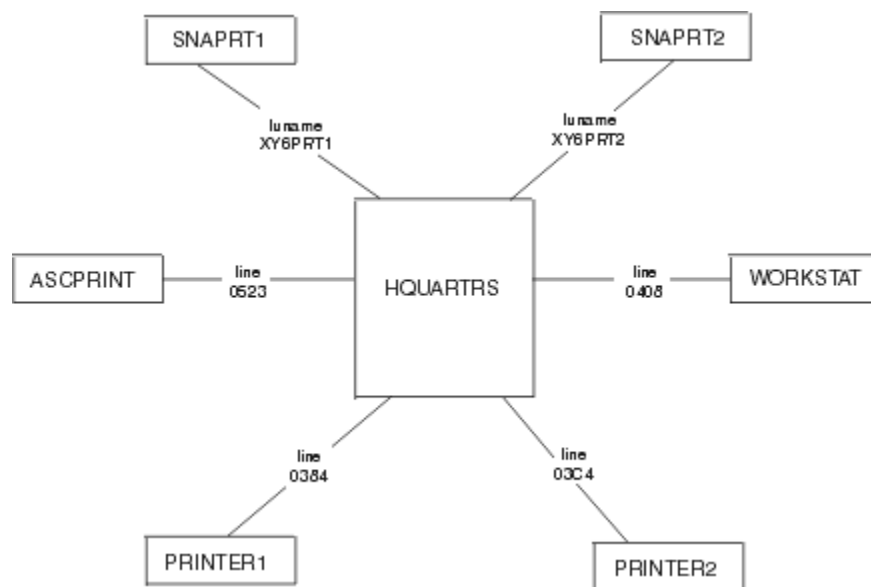 SNAPRT1
SNAPRT2
luname
XY6PRT1
luname
XY6PRT2
ASCPRINT
line
0523
HQUARTRS
line
0408
WORKSTAT
line
0384
line
03C4
PRINTER1
PRINTER2